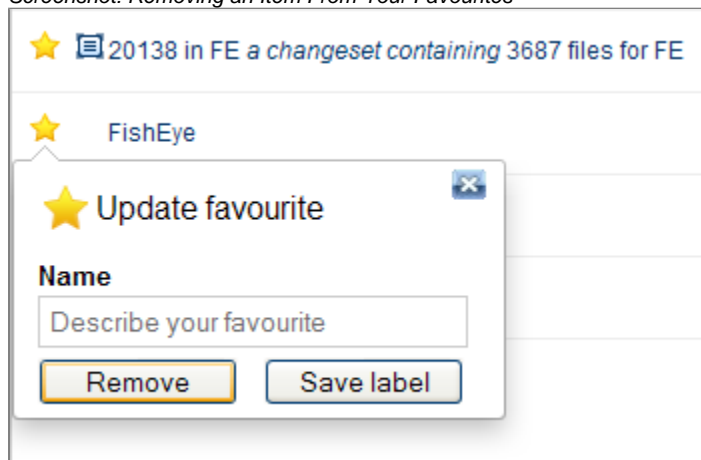 Screenshot: Removing an Item From Your Favourites
20138 in FE a changeset containing 3687 files for FE
FishEye
Update favourite
Name
Describe your favourite
Remove
Save label